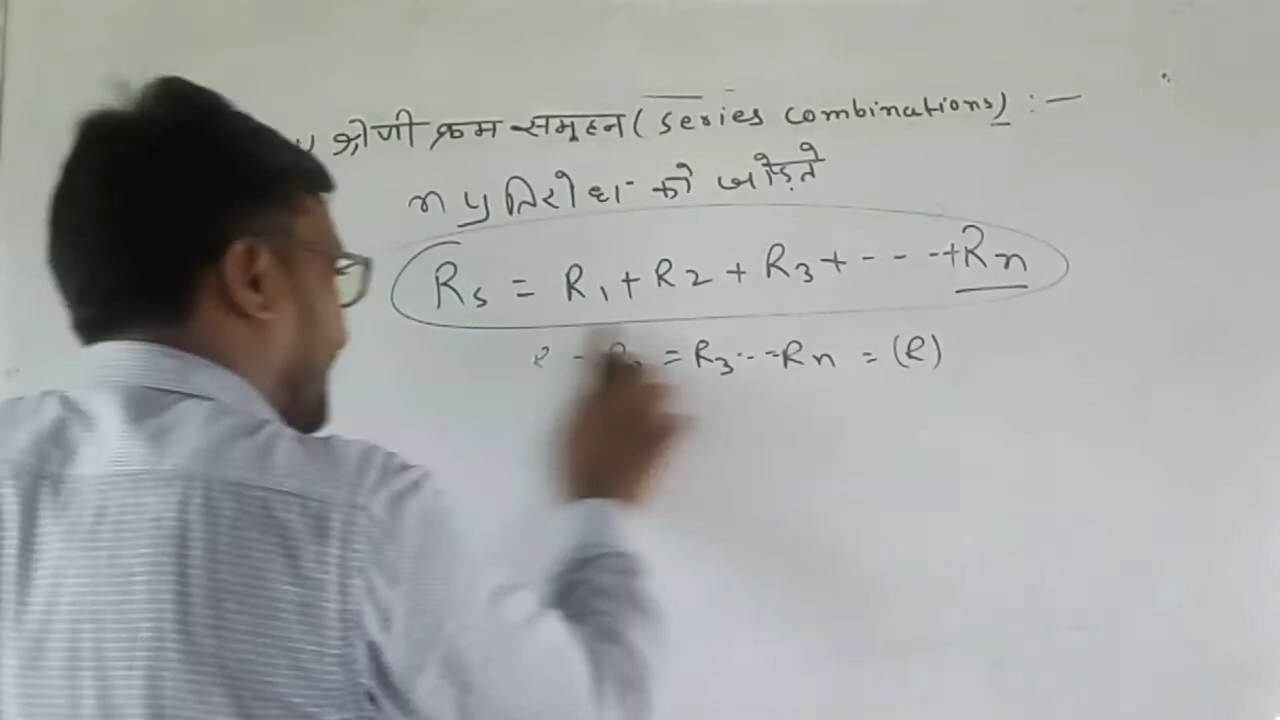 श्रेणी क्रम समूहन (series combinations) :-
n प्रतिरोधों को जोड़ते
Rs = R1 + R2 + R3 + - - - + Rn
= R3 -- = Rn = (R)